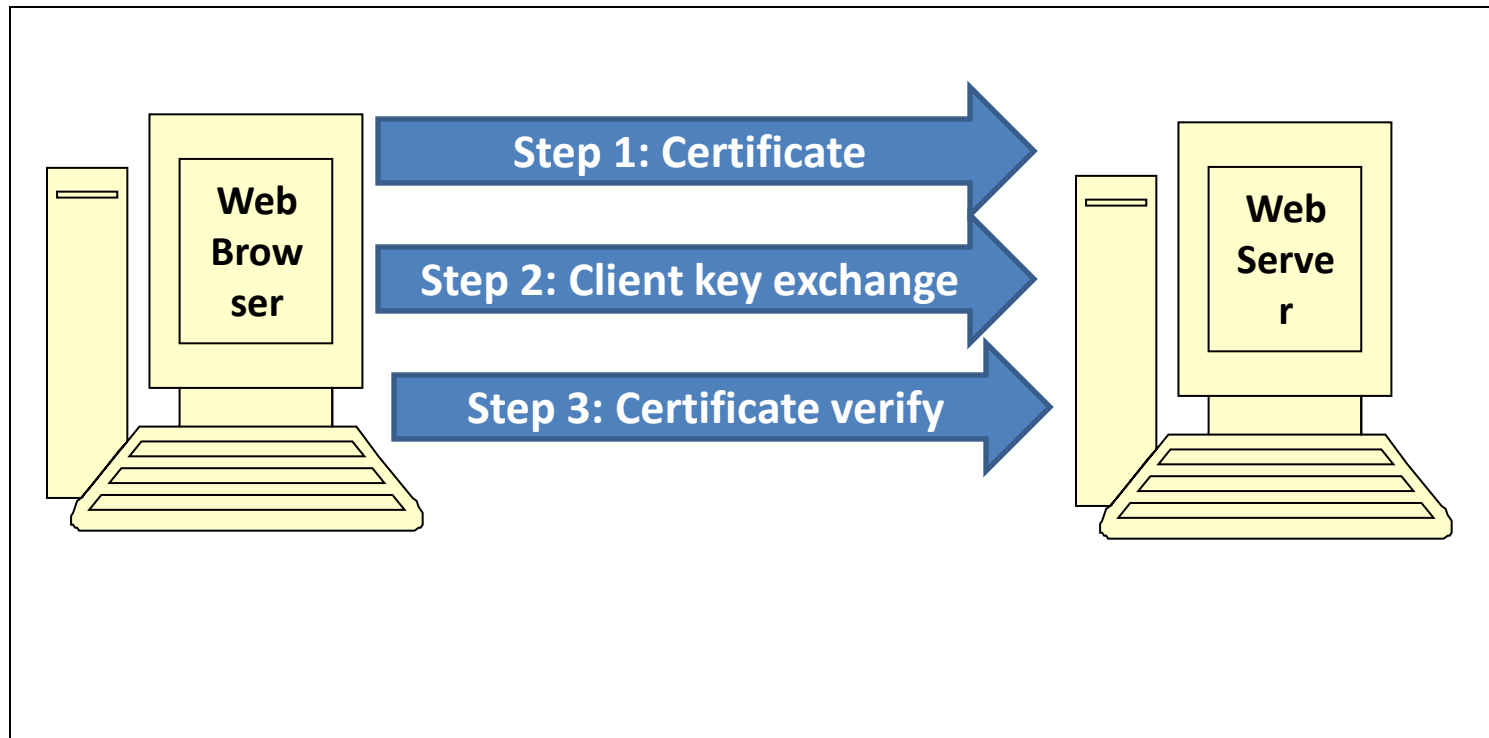 Step 1: Certificate
Web
Brow
ser
Web
Serve
r
Step 2: Client key exchange
Step 3: Certificate verify